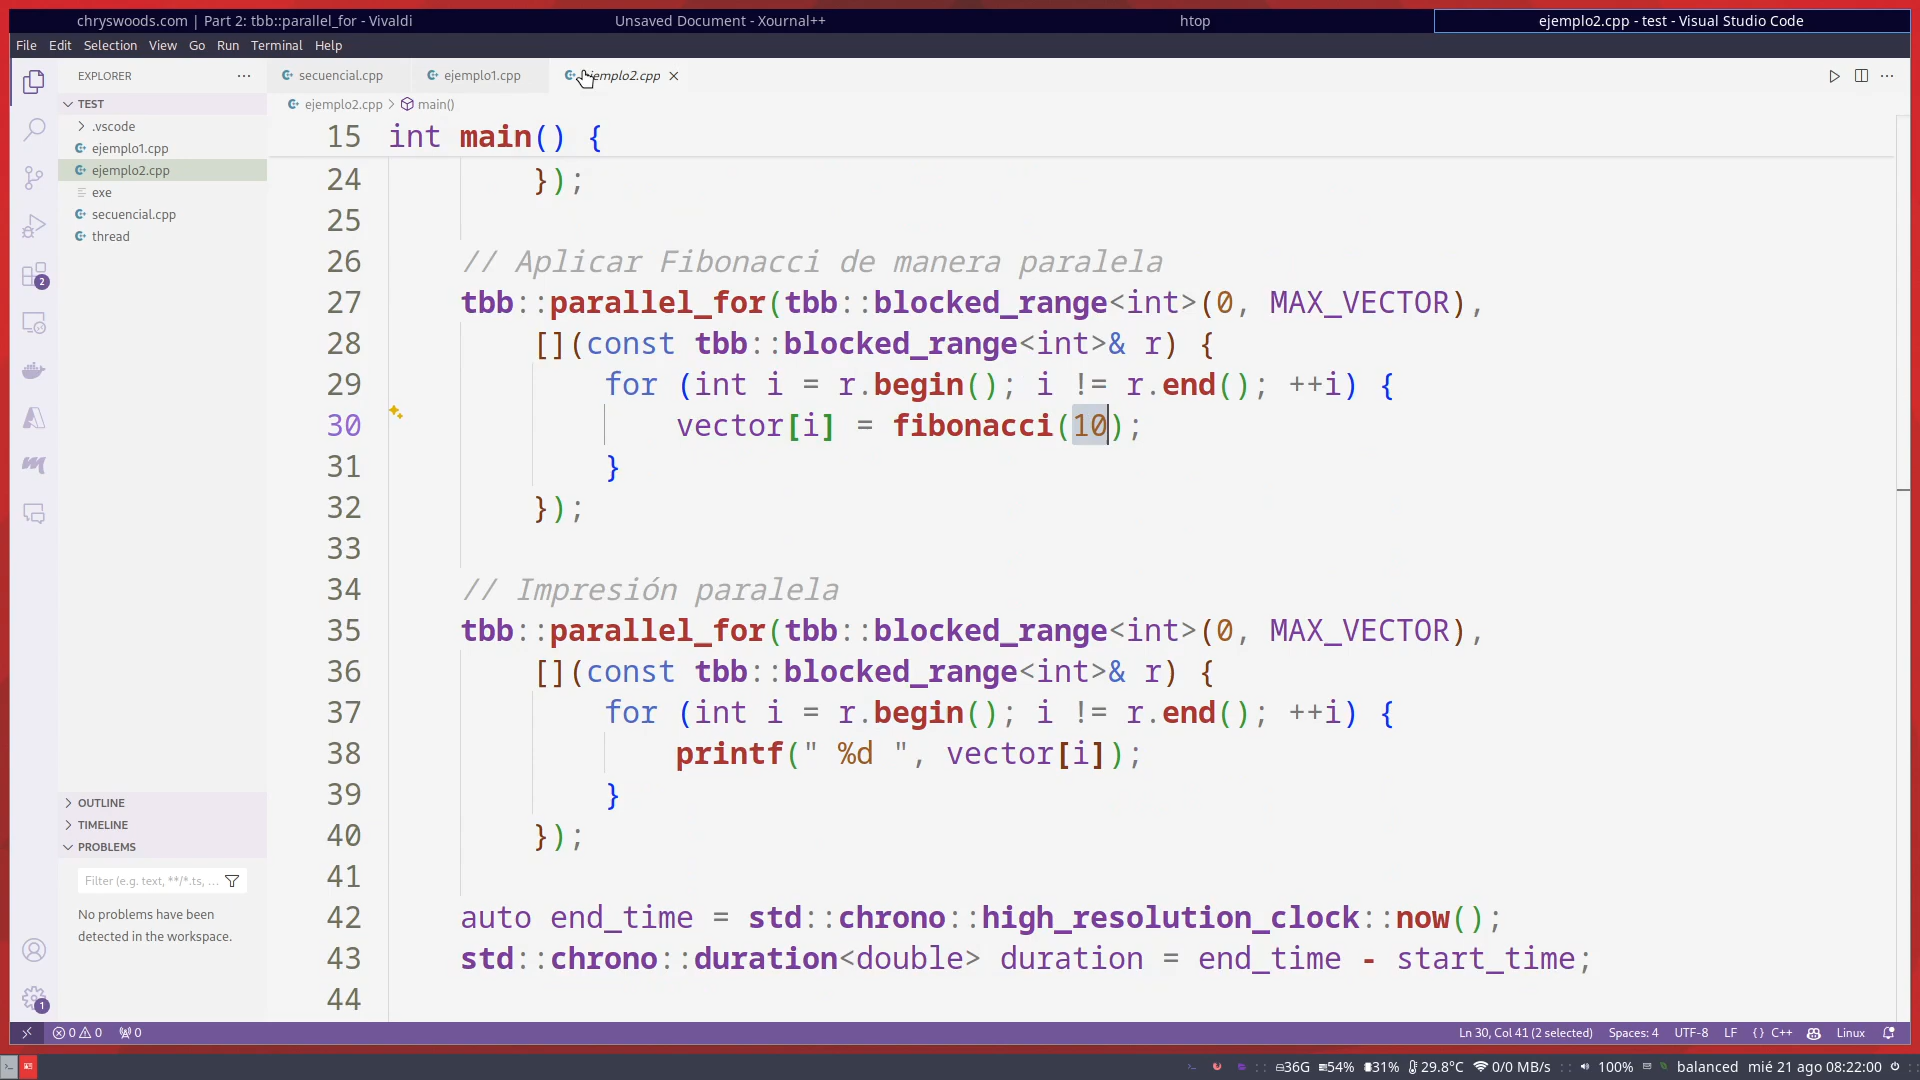 chryswoods.com | Part 2: tbb::parallel_for - Vivaldi
Unsaved Document - Xournal++
htop
ejemplo2.cpp - test - Visual Studio Code
File Edit Selection View Go Run Terminal Help
EXPLORER
secuencial.cpp
ejemplo1.cpp
ejemplo2.cpp
TEST
.vscode
ejemplo1.cpp
ejemplo2.cpp
exe
secuencial.cpp
thread
ejemplo2.cpp > main()
15 int main() {
24 });
25
26 // Aplicar Fibonacci de manera paralela
27 tbb::parallel_for(tbb::blocked_range<int>(0, MAX_VECTOR),
28 [](const tbb::blocked_range<int>& r) {
29 for (int i = r.begin(); i != r.end(); ++i) {
30 vector[i] = fibonacci(10);
31 }
32 });
33
34 // Impresión paralela
35 tbb::parallel_for(tbb::blocked_range<int>(0, MAX_VECTOR),
36 [](const tbb::blocked_range<int>& r) {
37 for (int i = r.begin(); i != r.end(); ++i) {
38 printf(" %d ", vector[i]);
39 }
40 });
41
42 auto end_time = std::chrono::high_resolution_clock::now();
43 std::chrono::duration<double> duration = end_time - start_time;
44
2
OUTLINE
TIMELINE
PROBLEMS
Filter (e.g. text, **/*.ts, ...
No problems have been
detected in the workspace.
1
0 0 0
Ln 30, Col 41 (2 selected) Spaces: 4 UTF-8 LF {} C++ Linux
36G 54% 31% 29.8°C 0/0 MB/s :: 100% balanced mié 21 ago 08:22:00